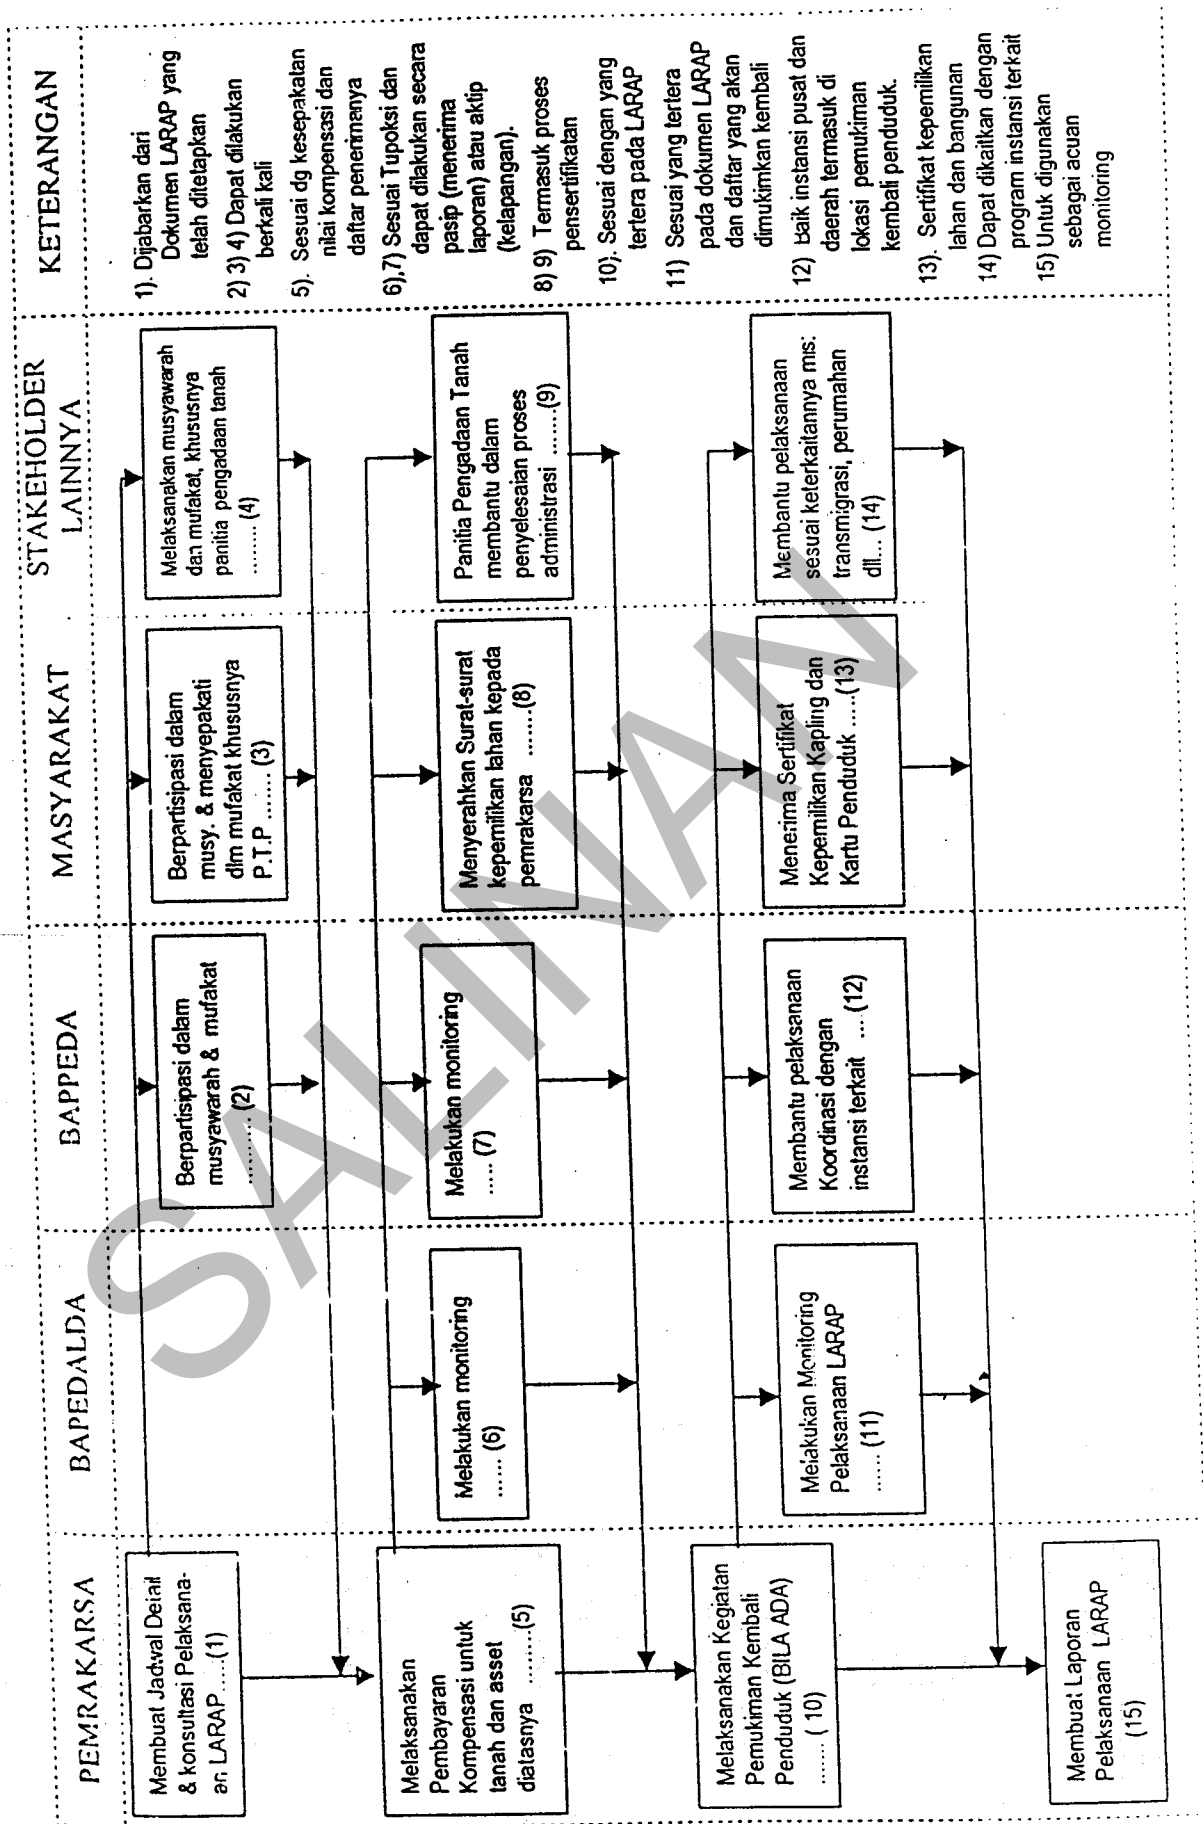 PEMRAKARSA
BAPEDALDA
BAPPEDA
MASYARAKAT
STAKEHOLDER
LAINNYA
KETERANGAN
Membuat Jadwal Detail
& konsultasi Pelaksana-
an LARAP.....(1)
Berpartisipasi dalam
musyawarah & mufakat
.......... (2)
Berpartisipasi dalam
musy. & menyepakati
dlm mufakat khususnya
P.T.P ....... (3)
Melaksanakan musyawarah
dan mufakat, khususnya
panitia pengadaan tanah
........ (4)
Melaksanakan
Pembayaran
Kompensasi untuk
tanah dan asset
diatasnya ........(5)
Melakukan monitoring
....... (6)
Melakukan monitoring
...... (7)
Menyerahkan Surat-surat
kepemilikan lahan kepada
pemrakarsa ........(8)
Panitia Pengadaan Tanah
membantu dalam
penyelesaian proses
administrasi ........(9)
Melaksanakan Kegiatan
Pemukiman Kembali
Penduduk (BILA ADA)
....... ( 10)
Melakukan Monitoring
Pelaksanaan LARAP
....... (11)
Membantu pelaksanaan
Koordinasi dengan
instansi terkait .... (12)
Menerima Sertifikat
Kepemilikan Kapling dan
Kartu Penduduk ......(13)
Membantu pelaksanaan
sesuai keterkaitannya mis:
transmigrasi, perumahan
dll... (14)
Membuat Laporan
Pelaksanaan LARAP
(15)
1). Dijabarkan dari
Dokumen LARAP yang
telah ditetapkan
2) 3) 4) Dapat dilakukan
berkali kali
5). Sesuai dg kesepakatan
nilai kompensasi dan
daftar penerimanya
6),7) Sesuai Tupoksi dan
dapat dilakukan secara
pasip (menerima
laporan) atau aktip
(kelapangan).
8) 9) Termasuk proses
pensertifikatan
10). Sesuai dengan yang
tertera pada LARAP
11) Sesuai yang tertera
pada dokumen LARAP
dan daftar yang akan
dimukimkan kembali
12) Baik instansi pusat dan
daerah termasuk di
lokasi pemukiman
kembali penduduk.
13). Sertifikat kepemilikan
lahan dan bangunan
14) Dapat dikaitkan dengan
program instansi terkait
15) Untuk digunakan
sebagai acuan
monitoring
SALINAN